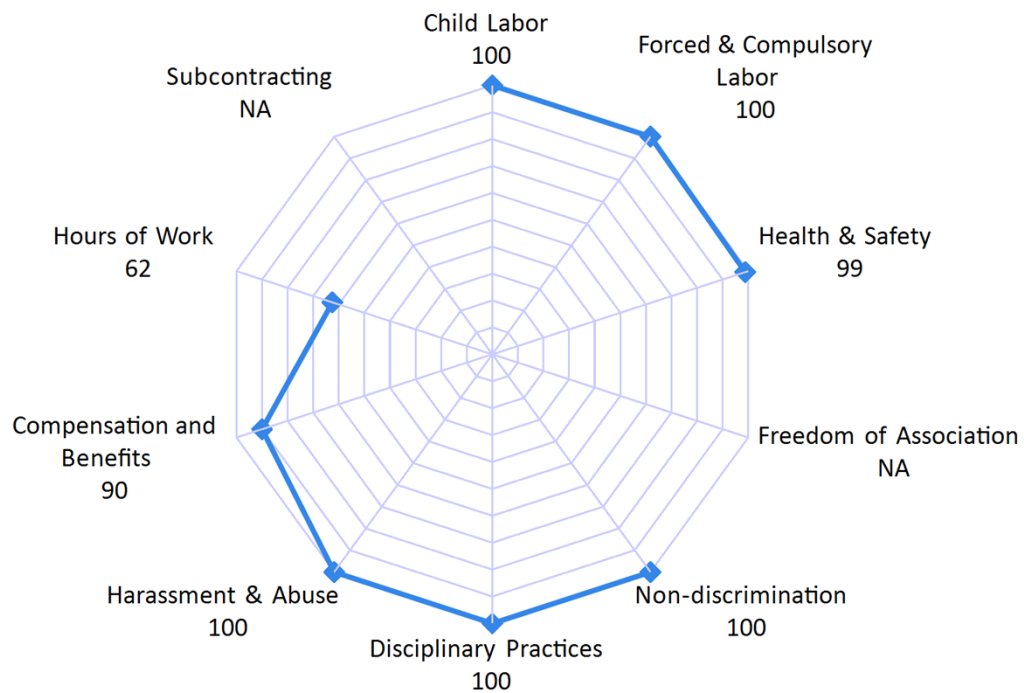 Child Labor
100
Forced & Compulsory
Labor
100
Health & Safety
99
Freedom of Association
NA
Non-discrimination
100
Disciplinary Practices
100
Harassment & Abuse
100
Compensation and
Benefits
90
Hours of Work
62
Subcontracting
NA